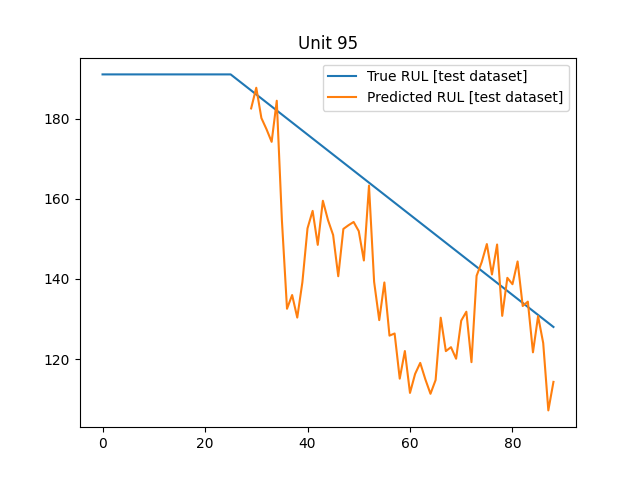 Unit 95
True RUL [test dataset]
Predicted RUL [test dataset]
180
160
140
120
0 20 40 60 80